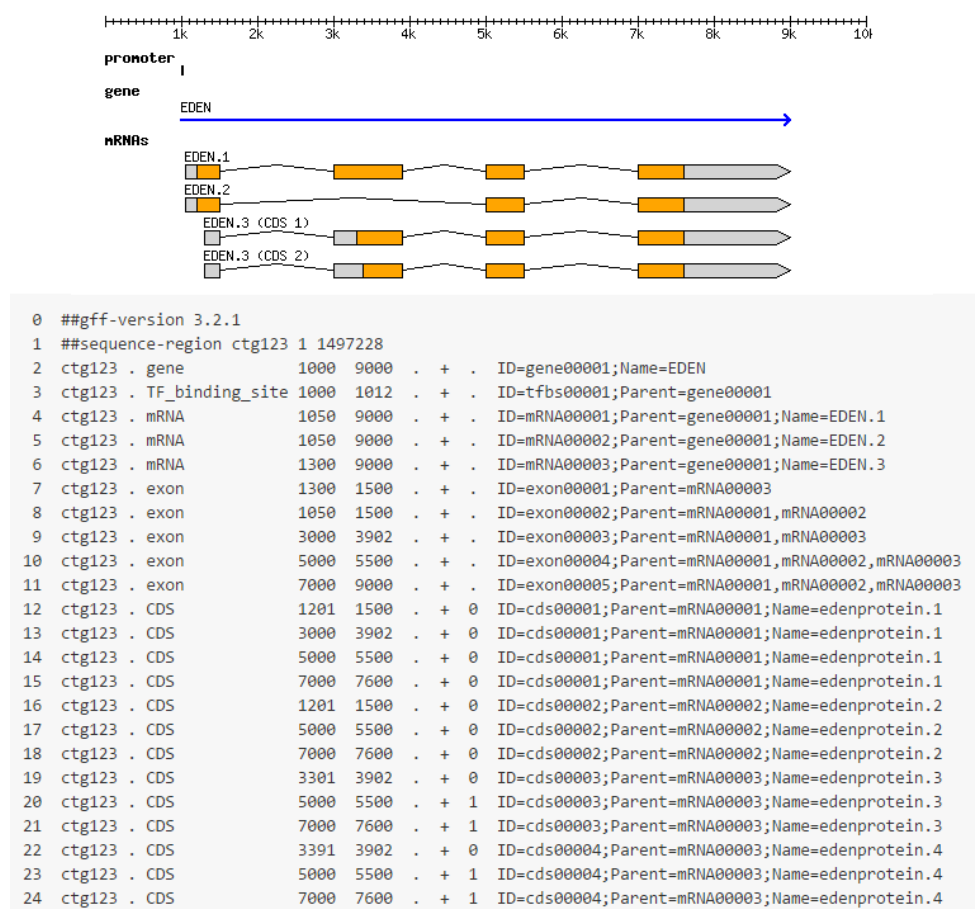 1k 2k 3k 4k 5k 6k 7k 8k 9k 10k
promoter
gene
EDEN
mRNAs
EDEN.1
EDEN.2
EDEN.3 (CDS 1)
EDEN.3 (CDS 2)
0 ##gff-version 3.2.1
1 ##sequence-region ctg123 1 1497228
2 ctg123 . gene 1000 9000 . + . ID=gene00001;Name=EDEN
3 ctg123 . TF_binding_site 1000 1012 . + . ID=tfbs00001;Parent=gene00001
4 ctg123 . mRNA 1050 9000 . + . ID=mRNA00001;Parent=gene00001;Name=EDEN.1
5 ctg123 . mRNA 1050 9000 . + . ID=mRNA00002;Parent=gene00001;Name=EDEN.2
6 ctg123 . mRNA 1300 9000 . + . ID=mRNA00003;Parent=gene00001;Name=EDEN.3
7 ctg123 . exon 1300 1500 . + . ID=exon00001;Parent=mRNA00003
8 ctg123 . exon 1050 1500 . + . ID=exon00002;Parent=mRNA00001,mRNA00002
9 ctg123 . exon 3000 3902 . + . ID=exon00003;Parent=mRNA00001,mRNA00003
10 ctg123 . exon 5000 5500 . + . ID=exon00004;Parent=mRNA00001,mRNA00002,mRNA00003
11 ctg123 . exon 7000 9000 . + . ID=exon00005;Parent=mRNA00001,mRNA00002,mRNA00003
12 ctg123 . CDS 1201 1500 . + 0 ID=cds00001;Parent=mRNA00001;Name=edenprotein.1
13 ctg123 . CDS 3000 3902 . + 0 ID=cds00001;Parent=mRNA00001;Name=edenprotein.1
14 ctg123 . CDS 5000 5500 . + 0 ID=cds00001;Parent=mRNA00001;Name=edenprotein.1
15 ctg123 . CDS 7000 7600 . + 0 ID=cds00001;Parent=mRNA00001;Name=edenprotein.1
16 ctg123 . CDS 1201 1500 . + 0 ID=cds00002;Parent=mRNA00002;Name=edenprotein.2
17 ctg123 . CDS 5000 5500 . + 0 ID=cds00002;Parent=mRNA00002;Name=edenprotein.2
18 ctg123 . CDS 7000 7600 . + 0 ID=cds00002;Parent=mRNA00002;Name=edenprotein.2
19 ctg123 . CDS 3301 3902 . + 0 ID=cds00003;Parent=mRNA00003;Name=edenprotein.3
20 ctg123 . CDS 5000 5500 . + 1 ID=cds00003;Parent=mRNA00003;Name=edenprotein.3
21 ctg123 . CDS 7000 7600 . + 1 ID=cds00003;Parent=mRNA00003;Name=edenprotein.3
22 ctg123 . CDS 3391 3902 . + 0 ID=cds00004;Parent=mRNA00003;Name=edenprotein.4
23 ctg123 . CDS 5000 5500 . + 1 ID=cds00004;Parent=mRNA00003;Name=edenprotein.4
24 ctg123 . CDS 7000 7600 . + 1 ID=cds00004;Parent=mRNA00003;Name=edenprotein.4